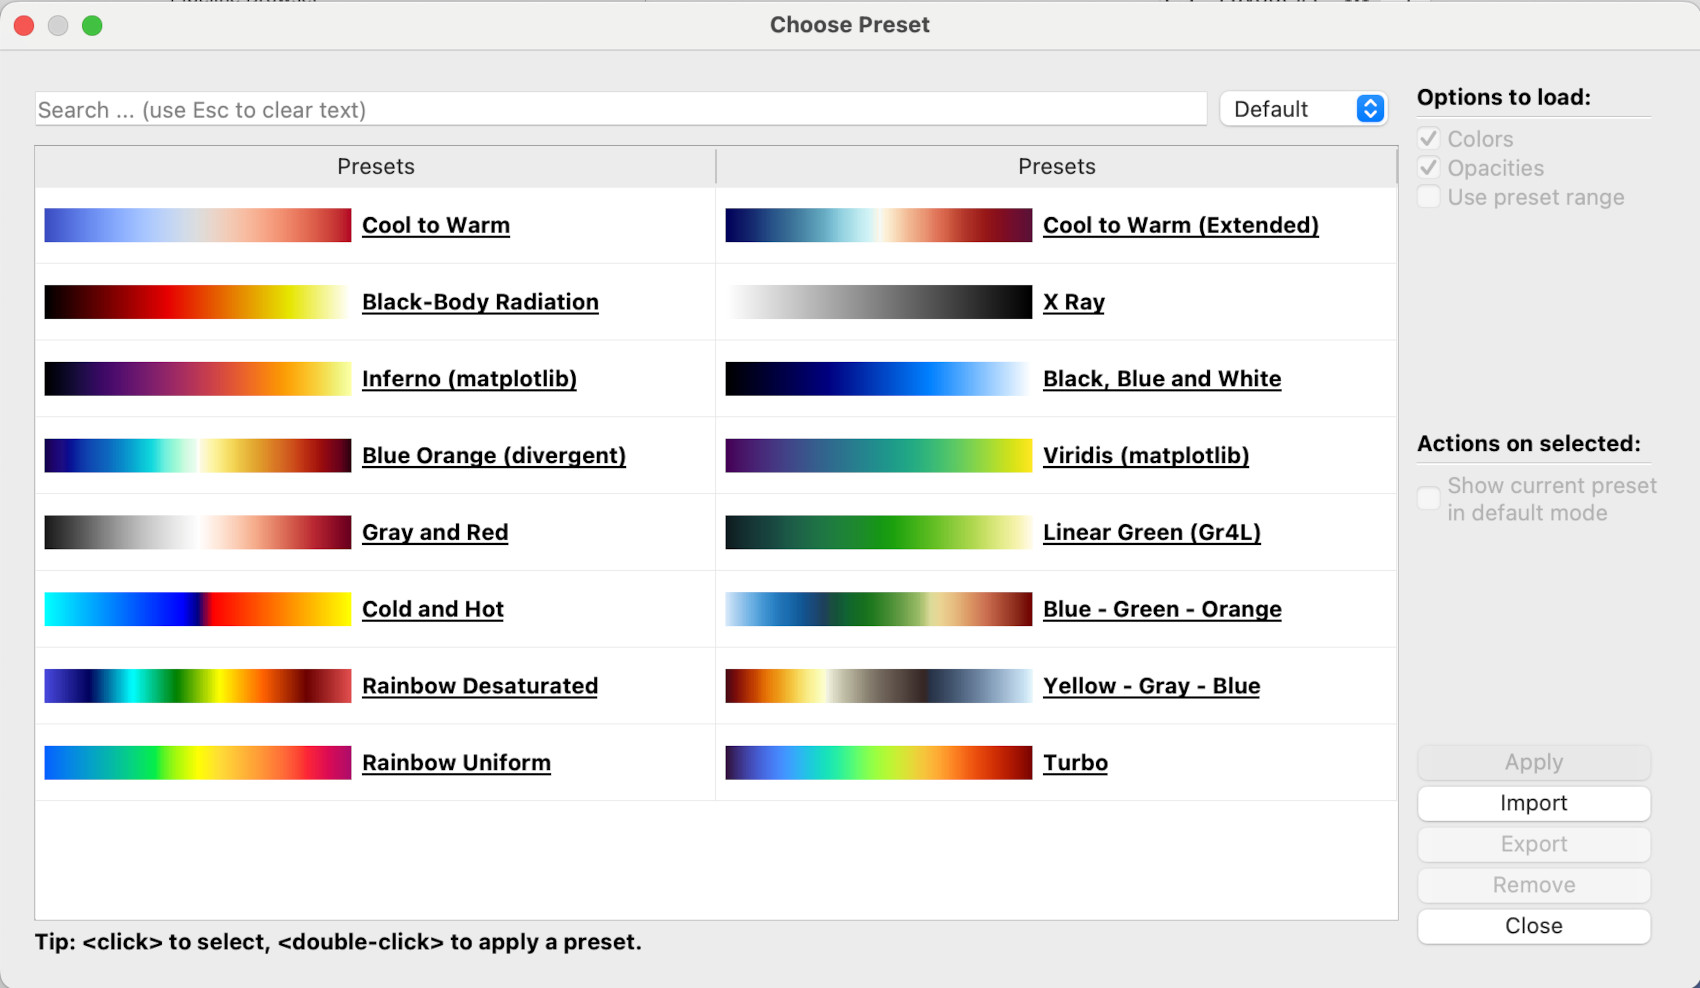 Choose Preset
Search ... (use Esc to clear text)
Default
Options to load:
Colors
Opacities
Use preset range
Presets
Presets
Cool to Warm
Cool to Warm (Extended)
Black-Body Radiation
X Ray
Inferno (matplotlib)
Black, Blue and White
Blue Orange (divergent)
Viridis (matplotlib)
Gray and Red
Linear Green (Gr4L)
Cold and Hot
Blue - Green - Orange
Rainbow Desaturated
Yellow - Gray - Blue
Rainbow Uniform
Turbo
Actions on selected:
Show current preset
in default mode
Apply
Import
Export
Remove
Close
Tip: <click> to select, <double-click> to apply a preset.